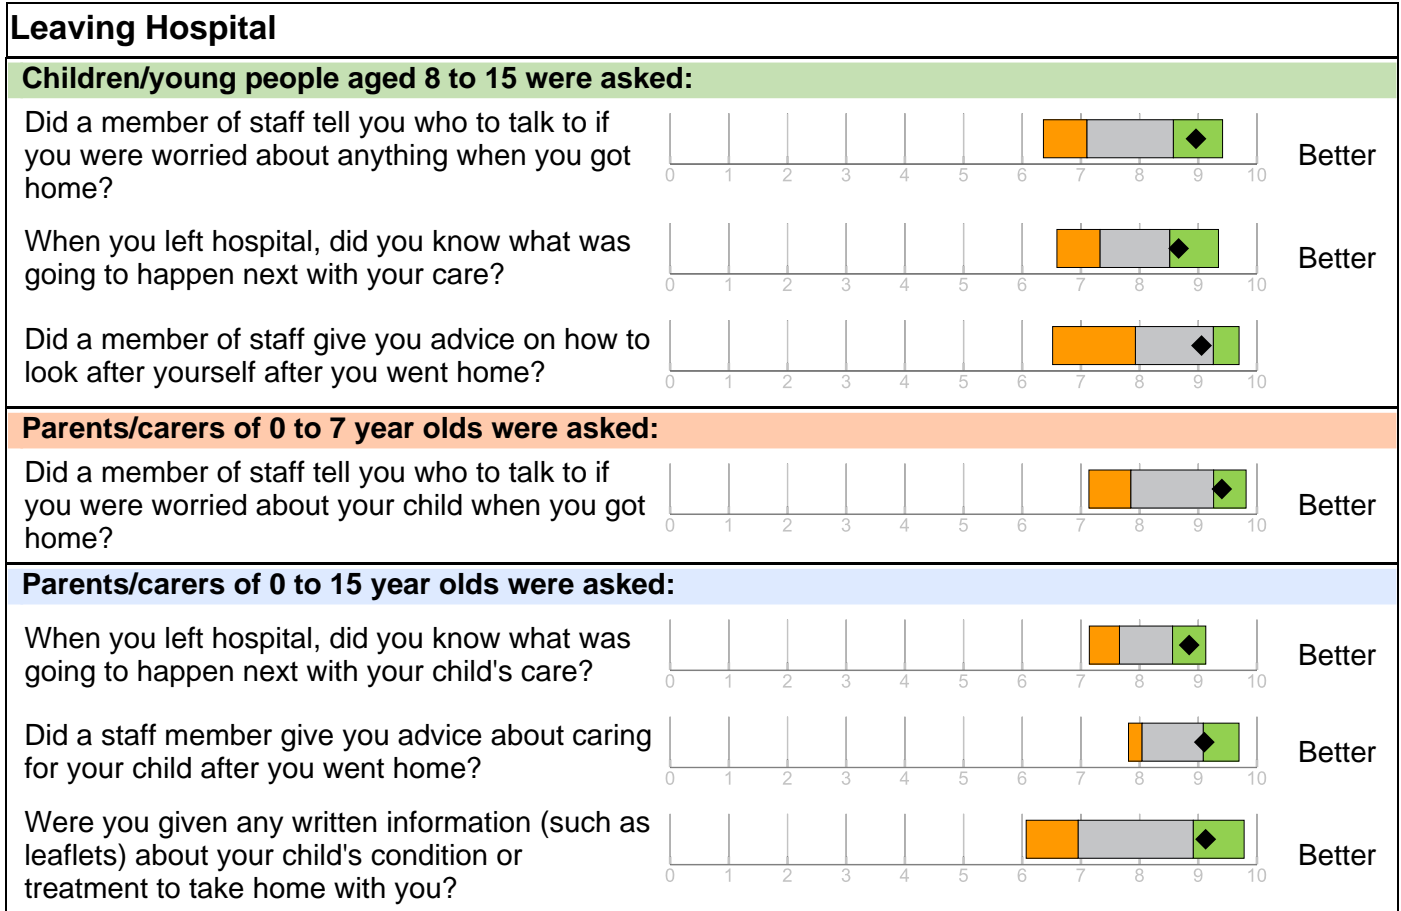 Leaving Hospital
Children/young people aged 8 to 15 were asked:
Did a member of staff tell you who to talk to if
you were worried about anything when you got
home?
0 1 2 3 4 5 6 7 8 9 10
Better
When you left hospital, did you know what was
going to happen next with your care?
0 1 2 3 4 5 6 7 8 9 10
Better
Did a member of staff give you advice on how to
look after yourself after you went home?
0 1 2 3 4 5 6 7 8 9 10
Parents/carers of 0 to 7 year olds were asked:
Did a member of staff tell you who to talk to if
you were worried about your child when you got
home?
0 1 2 3 4 5 6 7 8 9 10
Better
Parents/carers of 0 to 15 year olds were asked:
When you left hospital, did you know what was
going to happen next with your child's care?
0 1 2 3 4 5 6 7 8 9 10
Better
Did a staff member give you advice about caring
for your child after you went home?
0 1 2 3 4 5 6 7 8 9 10
Better
Were you given any written information (such as
leaflets) about your child's condition or
treatment to take home with you?
0 1 2 3 4 5 6 7 8 9 10
Better